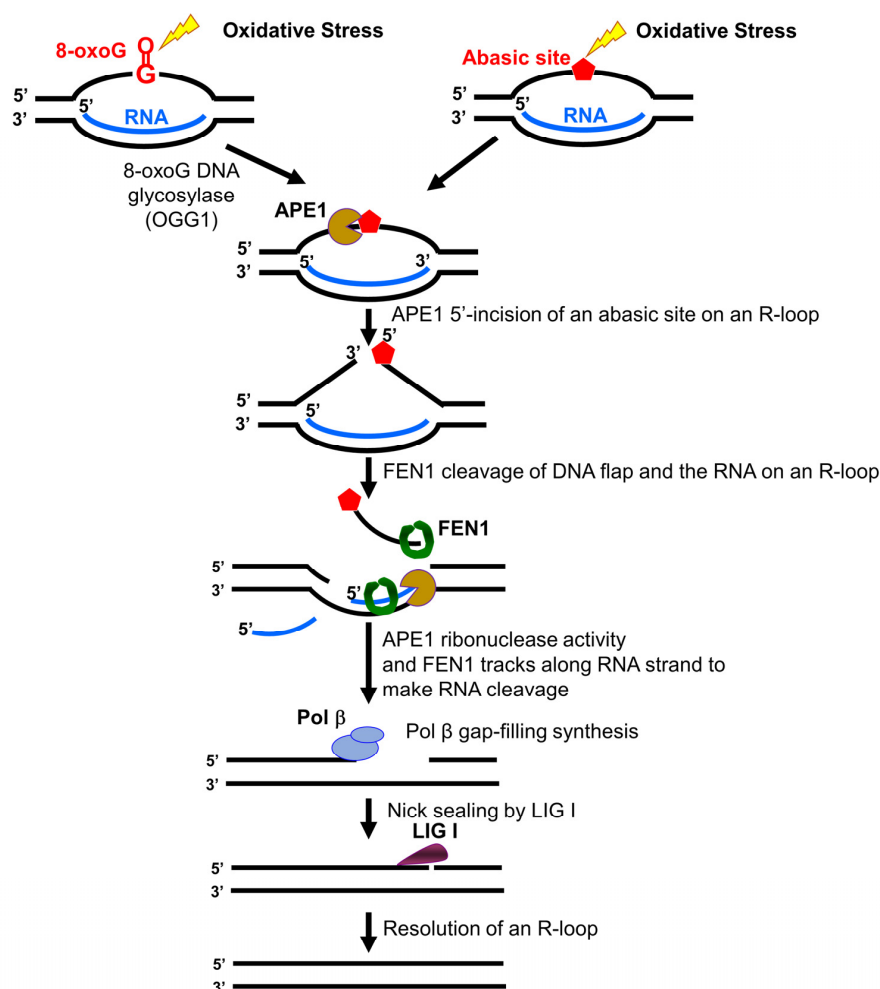 8-oxoG
O
G
Oxidative Stress
5’
3’
5’
RNA
8-oxoG DNA
glycosylase
(OGG1)
Abasic site
Oxidative Stress
5’
3’
5’
RNA
APE1
5’
3’
5’
3’
APE1 5’-incision of an abasic site on an R-loop
3’
5’
5’
3’
5’
FEN1 cleavage of DNA flap and the RNA on an R-loop
FEN1
5’
3’
5’
5’
APE1 ribonuclease activity
and FEN1 tracks along RNA strand to
make RNA cleavage
Pol β
Pol β gap-filling synthesis
5’
3’
Nick sealing by LIG I
LIG I
5’
3’
Resolution of an R-loop
5’
3’